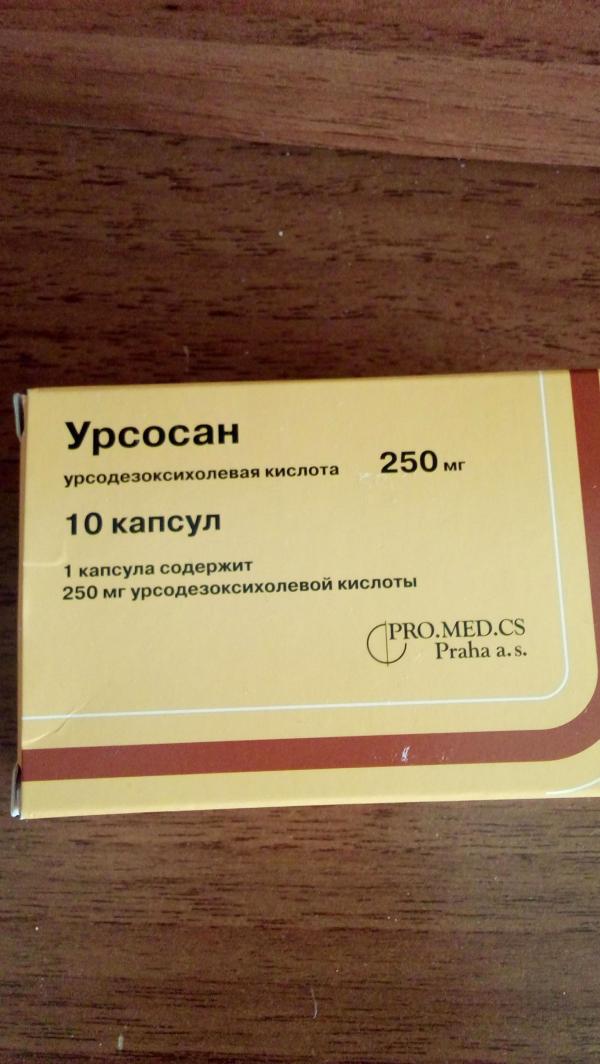 Урсосан
урсодезоксихолевая кислота 250 мг
10 капсул
1 капсула содержит
250 мг урсодезоксихолевой кислоты
PRO.MED.CS
Praha a.s.